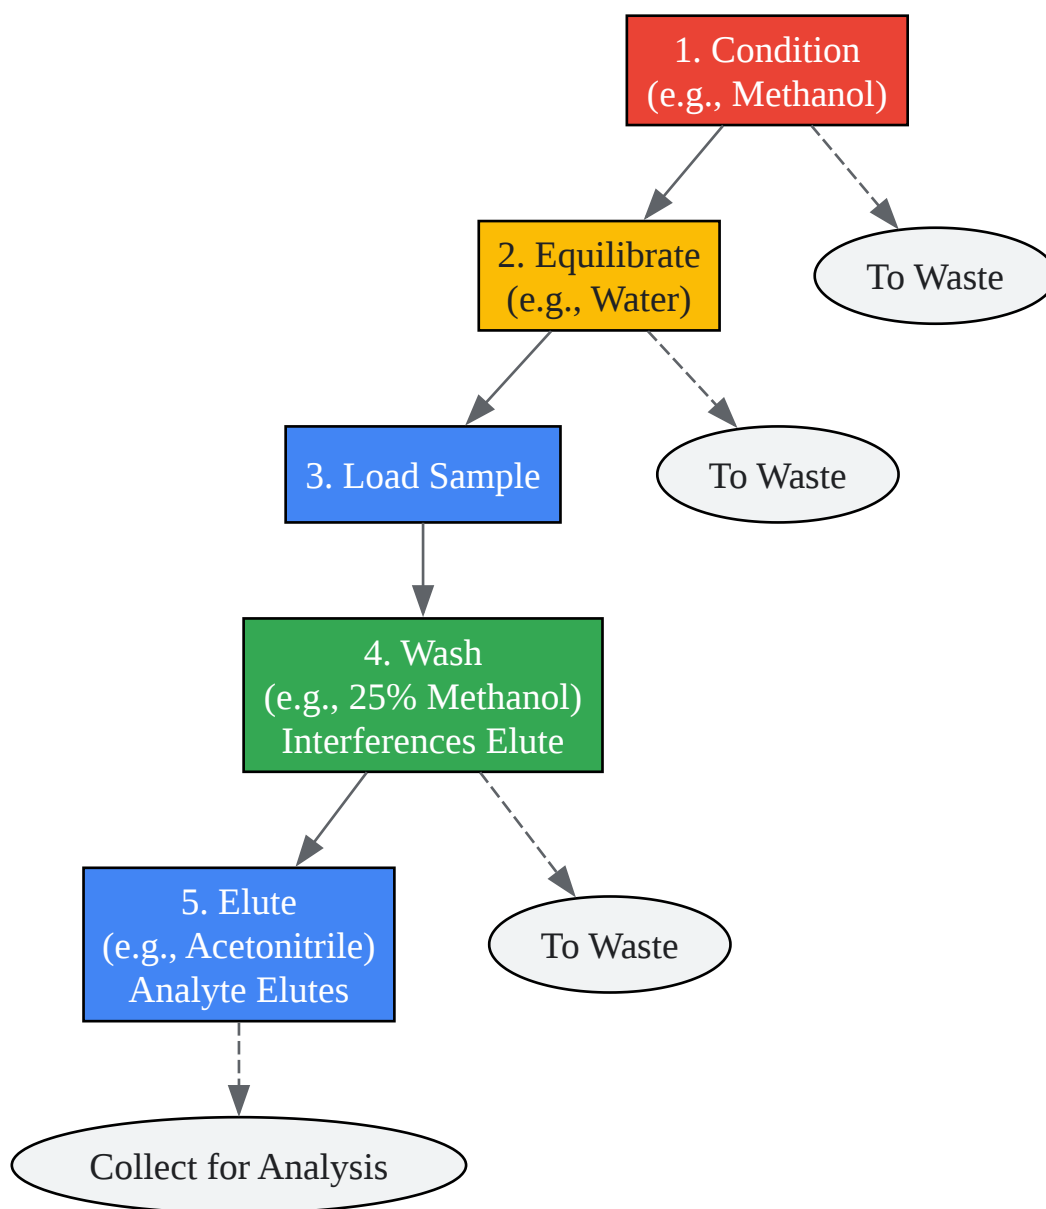 1. Condition
(e.g., Methanol)
2. Equilibrate
(e.g., Water)
To Waste
3. Load Sample
To Waste
4. Wash
(e.g., 25% Methanol)
Interferences Elute
5. Elute
(e.g., Acetonitrile)
Analyte Elutes
To Waste
Collect for Analysis